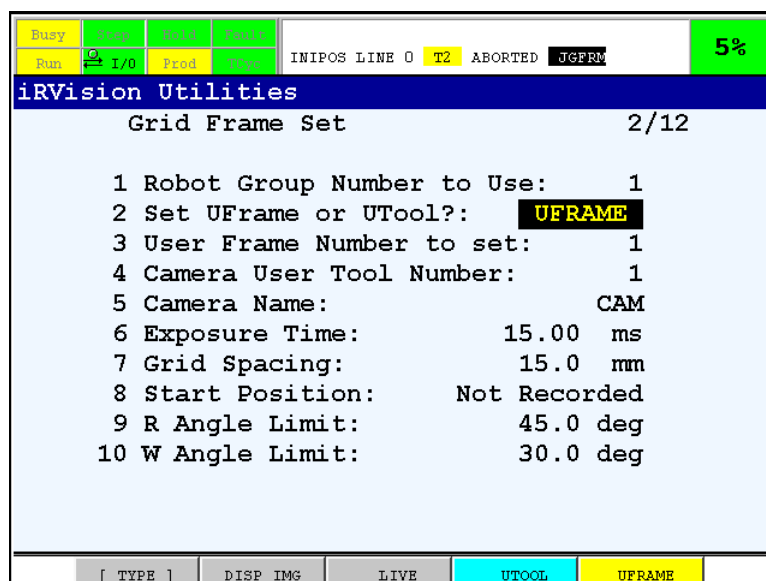 Busy Step Hold Fault
Run I/O Prod TCyc
INIPOS LINE 0 T2 ABORTED JGFRM
5%
iRVision Utilities
Grid Frame Set 2/12
1 Robot Group Number to Use: 1
2 Set UFrame or UTool?: UFRAME
3 User Frame Number to set: 1
4 Camera User Tool Number: 1
5 Camera Name: CAM
6 Exposure Time: 15.00 ms
7 Grid Spacing: 15.0 mm
8 Start Position: Not Recorded
9 R Angle Limit: 45.0 deg
10 W Angle Limit: 30.0 deg
[ TYPE ] DISP IMG LIVE UTOOL UFRAME